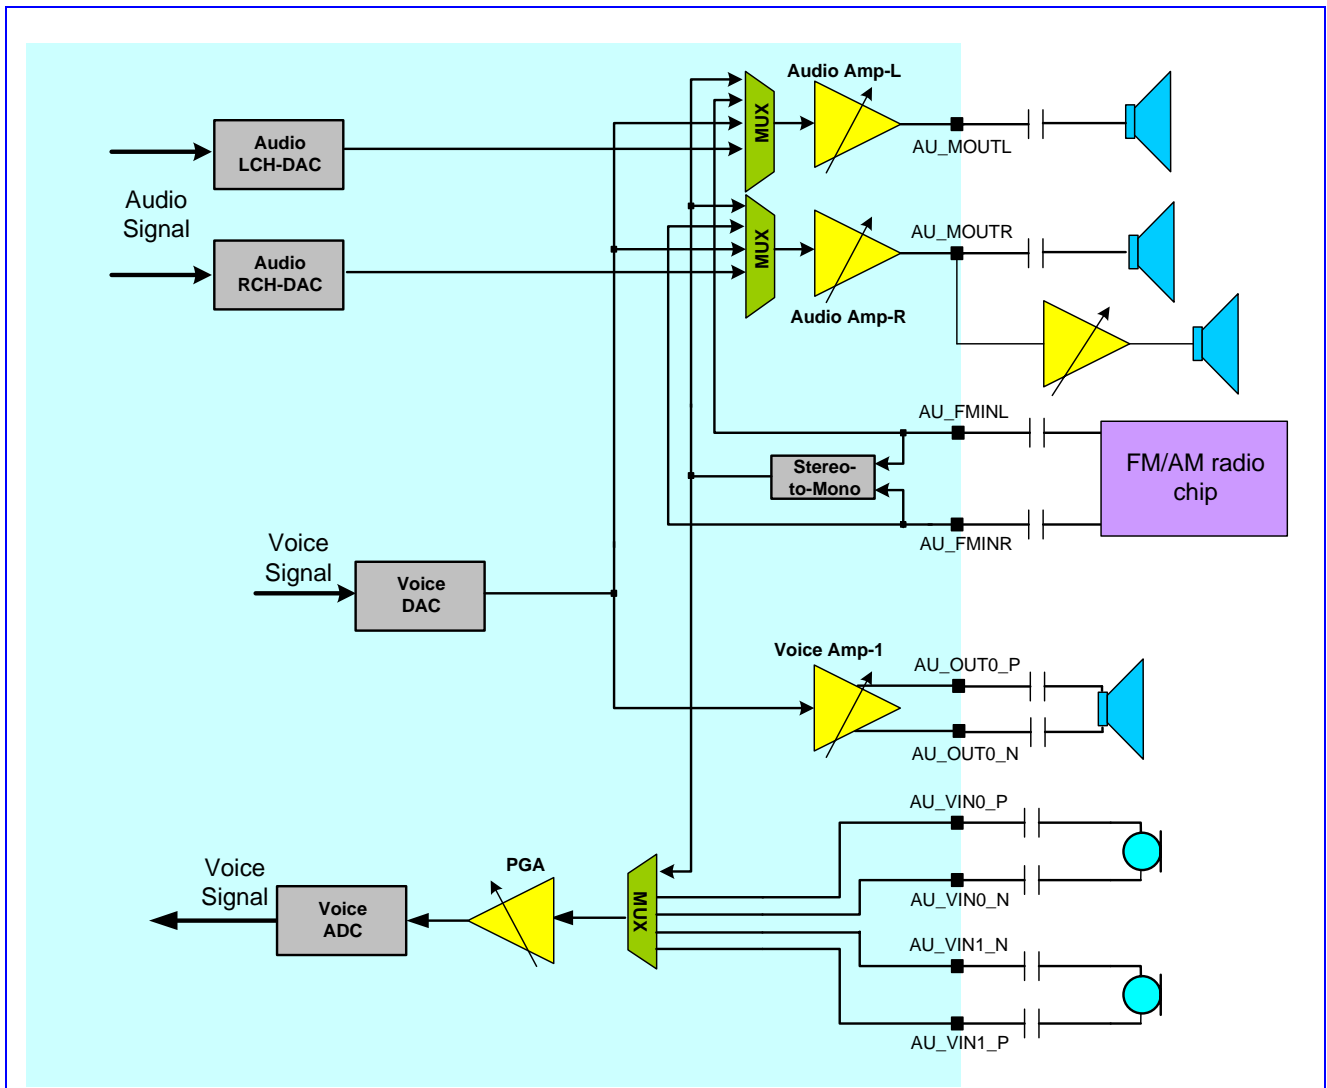 Audio Amp-L
MUX
AU_MOUTL
Audio
LCH-DAC
Audio
Signal
MUX
AU_MOUTR
Audio
RCH-DAC
Audio Amp-R
AU_FMINL
Stereo-
to-Mono
FM/AM radio
chip
AU_FMINR
Voice
Signal
Voice
DAC
Voice Amp-1
AU_OUT0_P
AU_OUT0_N
AU_VIN0_P
PGA
Voice
Signal
MUX
AU_VIN0_N
Voice
ADC
AU_VIN1_N
AU_VIN1_P